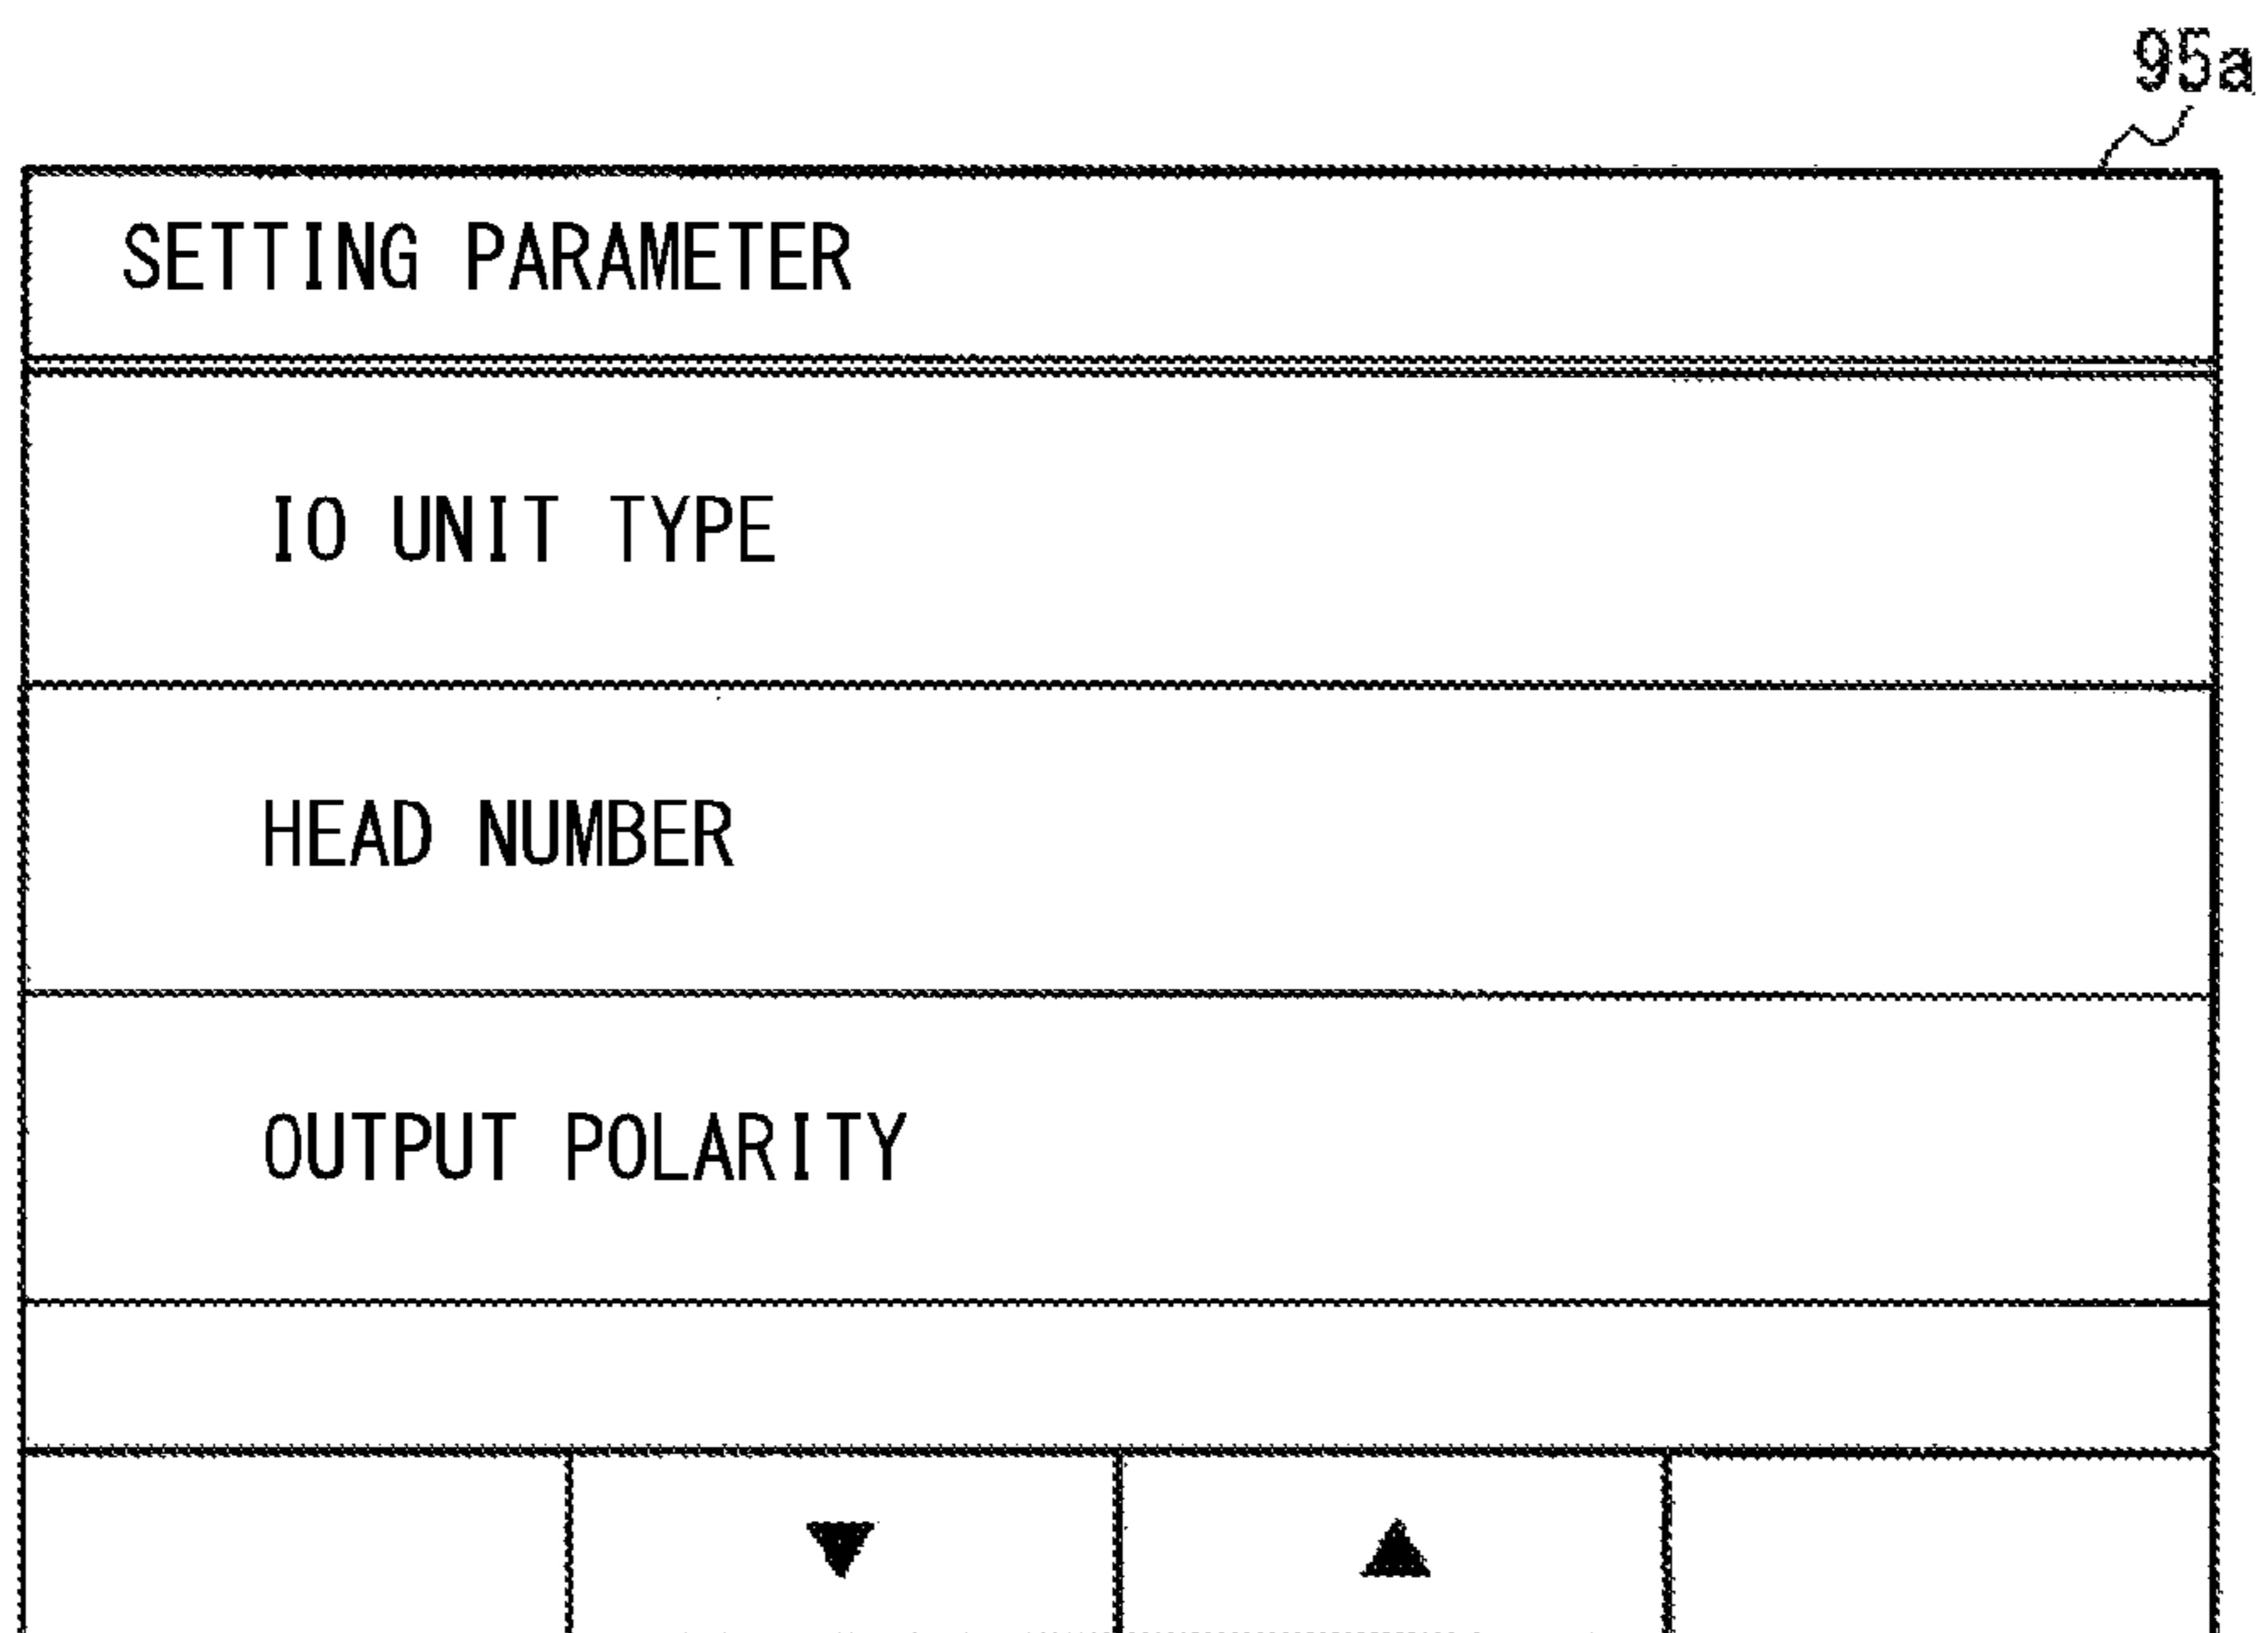 95a
SETTING PARAMETER
IO UNIT TYPE
HEAD NUMBER
OUTPUT POLARITY
▼ ▲